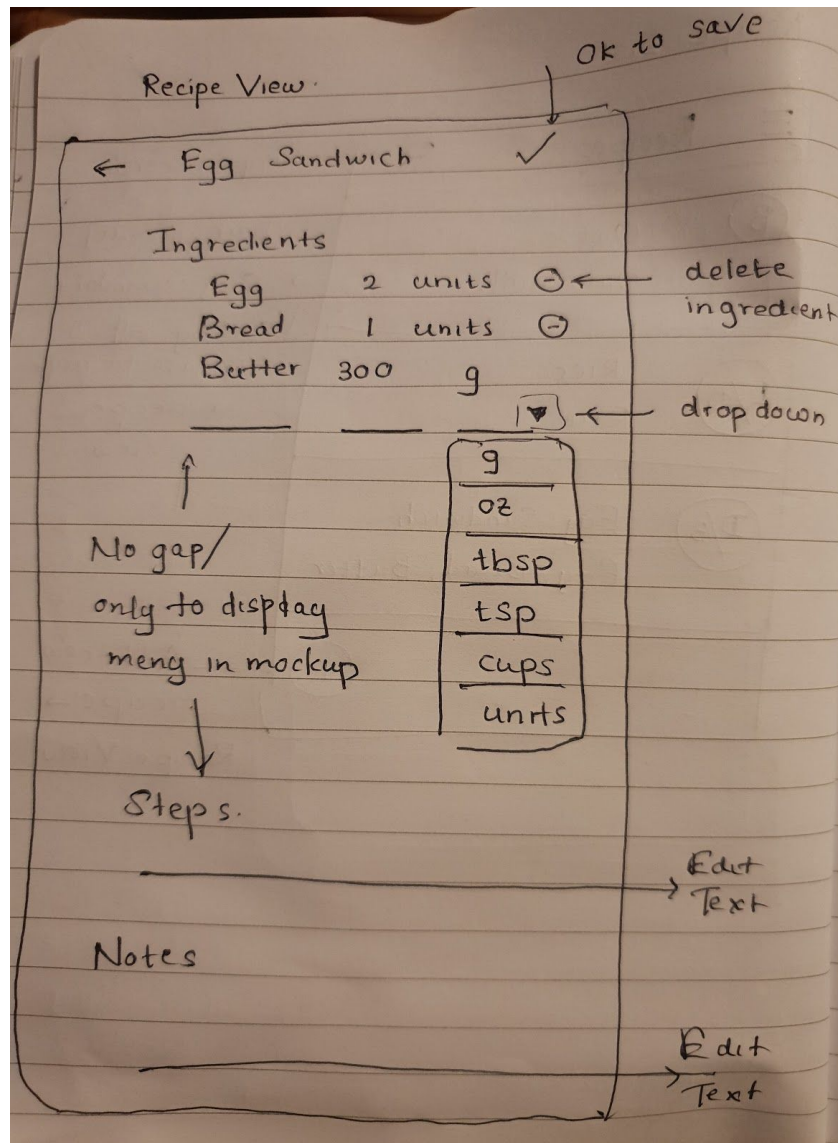 OK to save
Recipe View.
← Egg Sandwich ✓
Ingredients
Egg 2 units ⊖ ← delete ingredient
Bread 1 units ⊖
Butter 300 g
▼ ← drop down
g
oz
tbsp
tsp
cups
units
No gap/
only to display
menu in mockup
Steps.
Edit
Text
Notes
Edit
Text